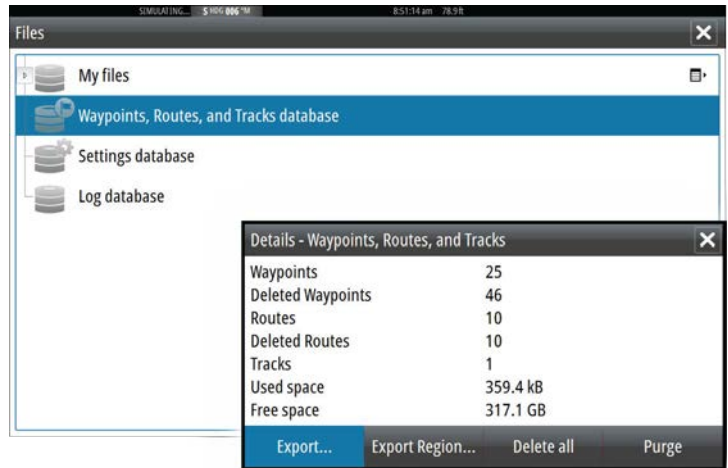 SIMULATING... S HDG 006 °M 8:51:14 am 78.9 ft
Files
My files
Waypoints, Routes, and Tracks database
Settings database
Log database
Details - Waypoints, Routes, and Tracks
Waypoints 25
Deleted Waypoints 46
Routes 10
Deleted Routes 10
Tracks 1
Used space 359.4 kB
Free space 317.1 GB
Export... Export Region... Delete all Purge